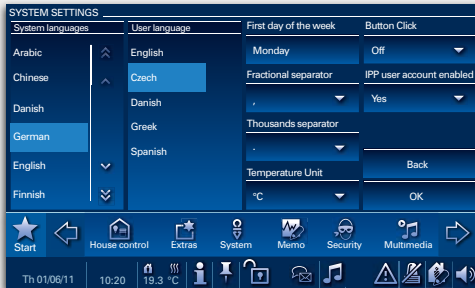 SYSTEM SETTINGS
System languages
User language
First day of the week
Button Click
Arabic
English
Monday
Off
Chinese
Czech
Fractional separator
IPP user account enabled
Danish
Danish
,
Yes
German
Greek
Thousands separator
English
Spanish
.
Back
Finnish
Temperature Unit
°C
OK
Start
House control
Extras
System
Memo
Security
Multimedia
Th 01/06/11
10:20
19.3 °C